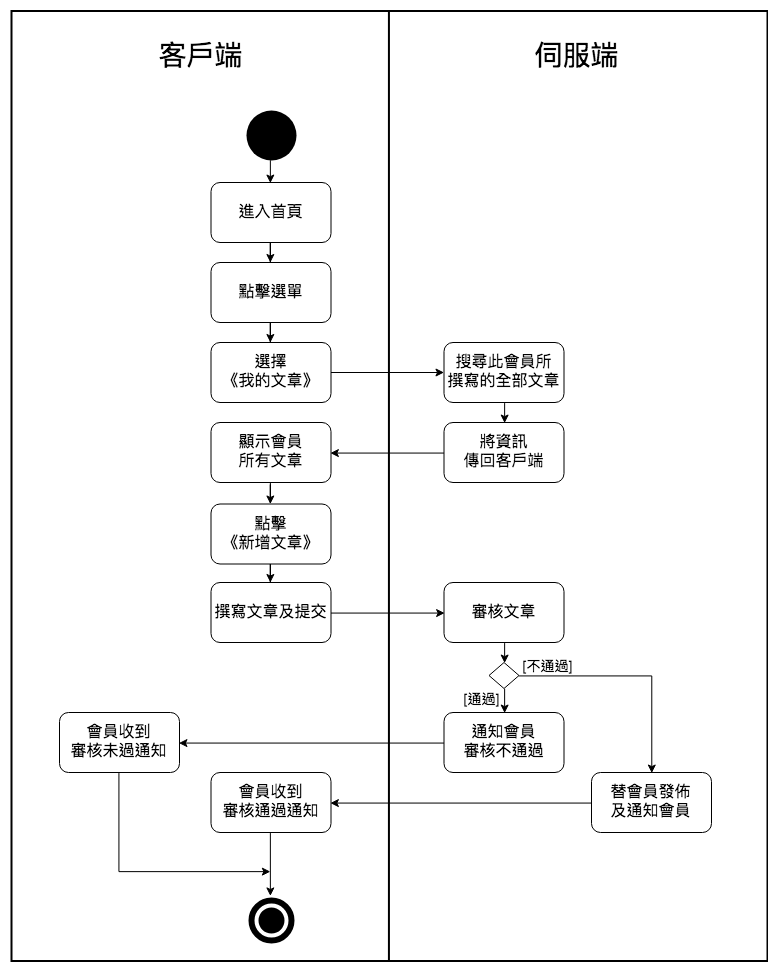 客戶端
伺服端
進入首頁
點擊選單
選擇
《我的文章》
搜尋此會員所
撰寫的全部文章
將資訊
傳回客戶端
顯示會員
所有文章
點擊
《新增文章》
撰寫文章及提交
審核文章
[不通過]
[通過]
通知會員
審核不通過
會員收到
審核未過通知
替會員發佈
及通知會員
會員收到
審核通過通知